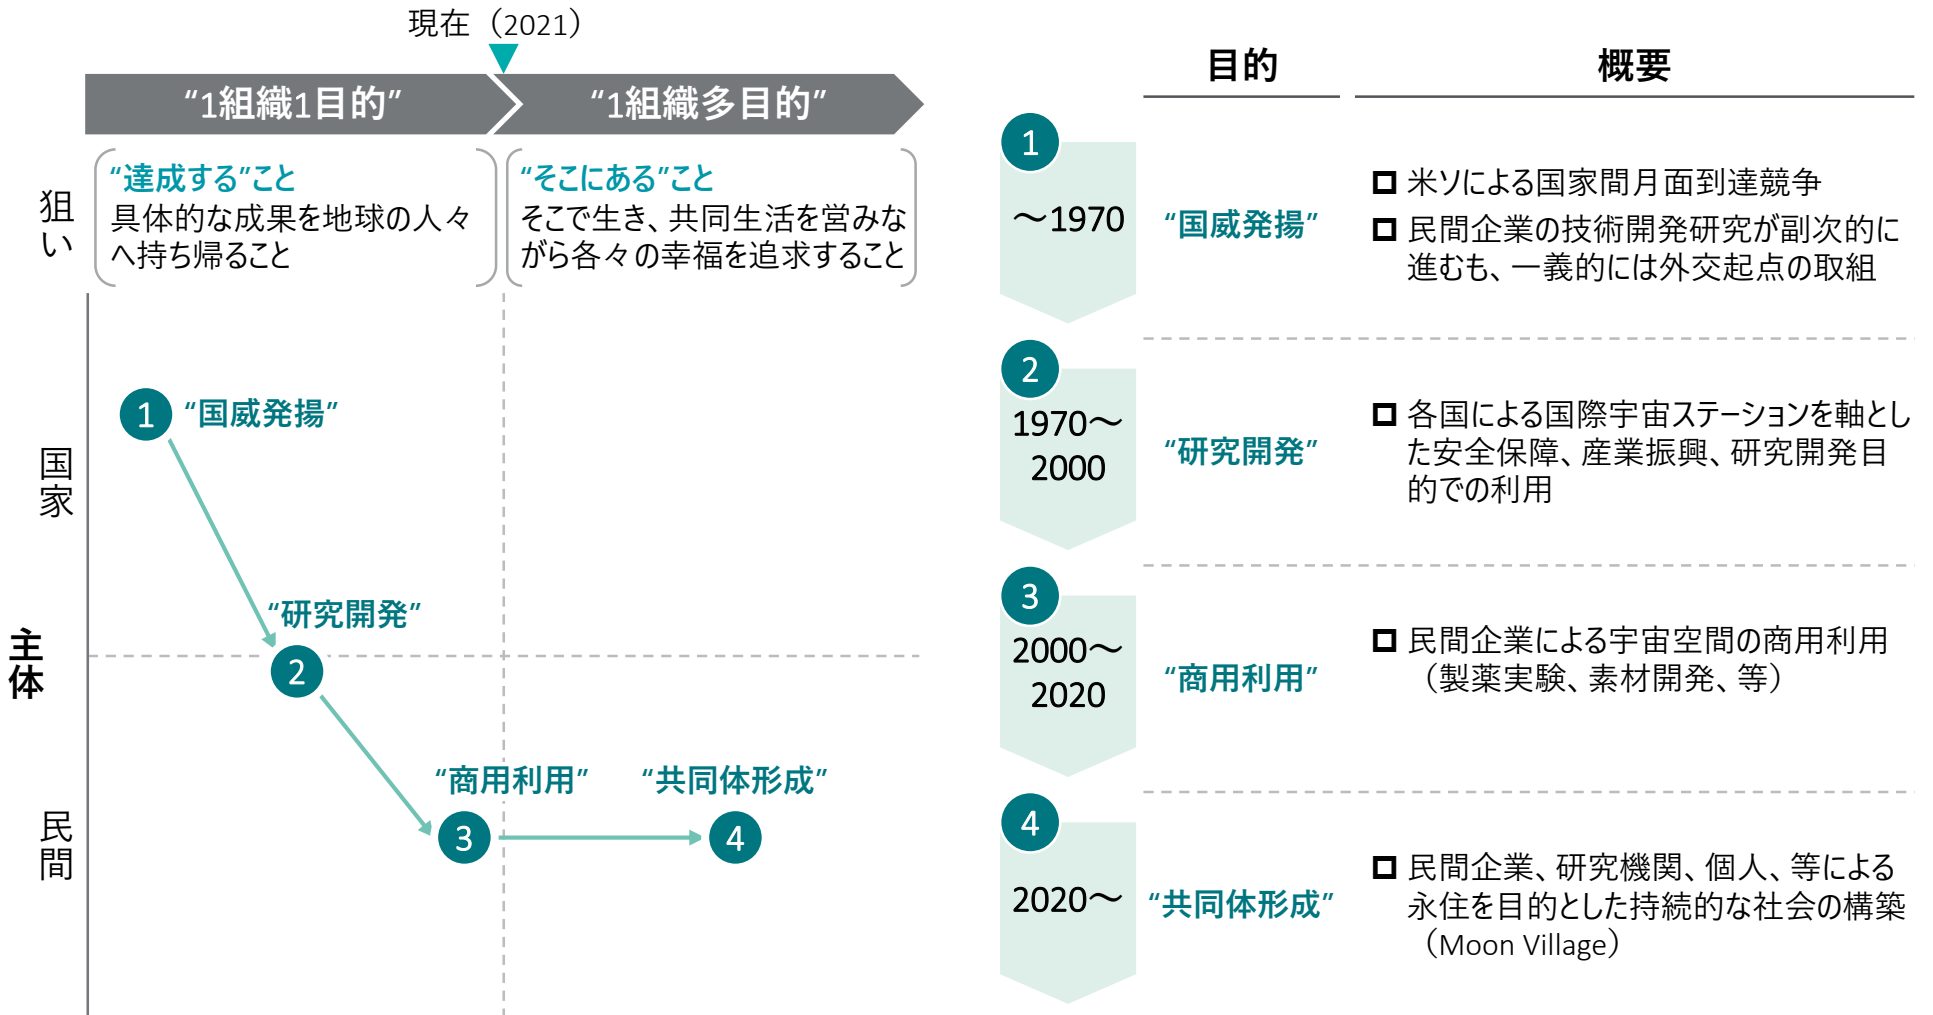 現在（2021）
“1組織1目的”
“1組織多目的”
狙い
“達成する”こと
具体的な成果を地球の人々
へ持ち帰ること
“そこにある”こと
そこで生き、共同生活を営みな
がら各々の幸福を追求すること
主体
国家
民間
1
“国威発揚”
“研究開発”
2
“商用利用”
3
“共同体形成”
4
目的
概要
1
～1970
“国威発揚”
米ソによる国家間月面到達競争
民間企業の技術開発研究が副次的に
進むも、一義的には外交起点の取組
2
1970～
2000
“研究開発”
各国による国際宇宙ステーションを軸とし
た安全保障、産業振興、研究開発目
的での利用
3
2000～
2020
“商用利用”
民間企業による宇宙空間の商用利用
（製薬実験、素材開発、等）
4
2020～
“共同体形成”
民間企業、研究機関、個人、等による
永住を目的とした持続的な社会の構築
（Moon Village）